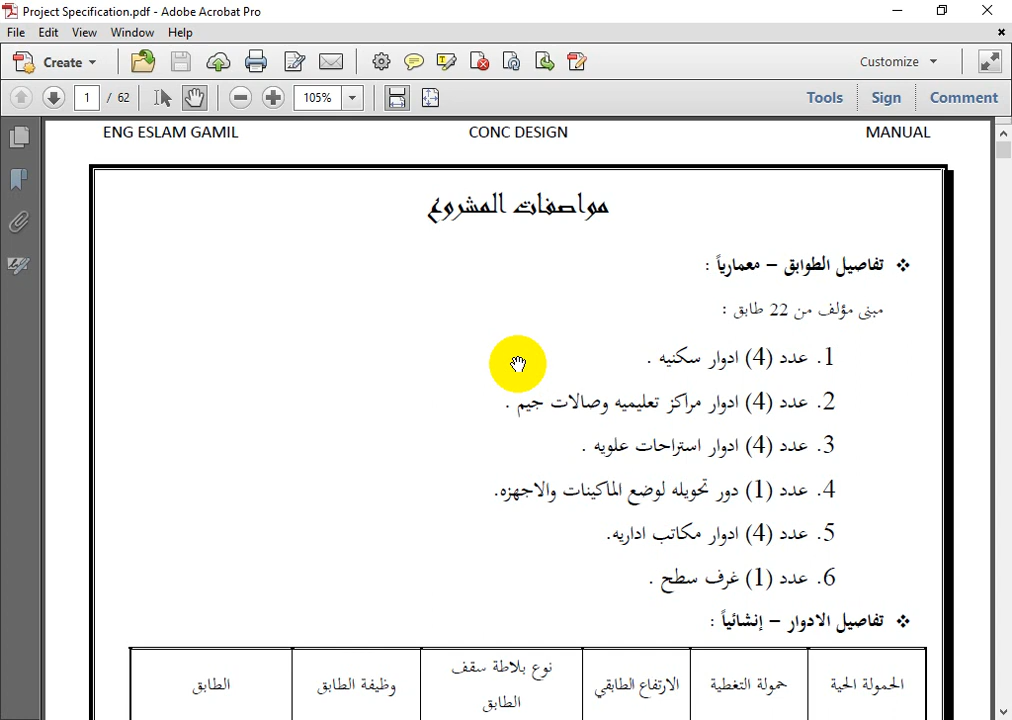 Project Specification.pdf - Adobe Acrobat Pro
File Edit View Window Help
Create Customize
1 / 62 105% Tools Sign Comment
ENG ESLAM GAMIL CONC DESIGN MANUAL
مواصفات المشروع
❖ تفاصيل الطوابق – معمارياً :
مبنى مؤلف من 22 طابق :
1. عدد (4) ادوار سكنيه .
2. عدد (4) ادوار مراكز تعليميه وصالات جيم .
3. عدد (4) ادوار استراحات علويه .
4. عدد (1) دور تحويله لوضع الماكينات والاجهزه.
5. عدد (4) ادوار مكاتب اداريه.
6. عدد (1) غرف سطح .
❖ تفاصيل الادوار – إنشائياً :
الحمولة الحية حمولة التغطية الارتفاع الطابقي نوع بلاطة سقف الطابق وظيفة الطابق الطابق